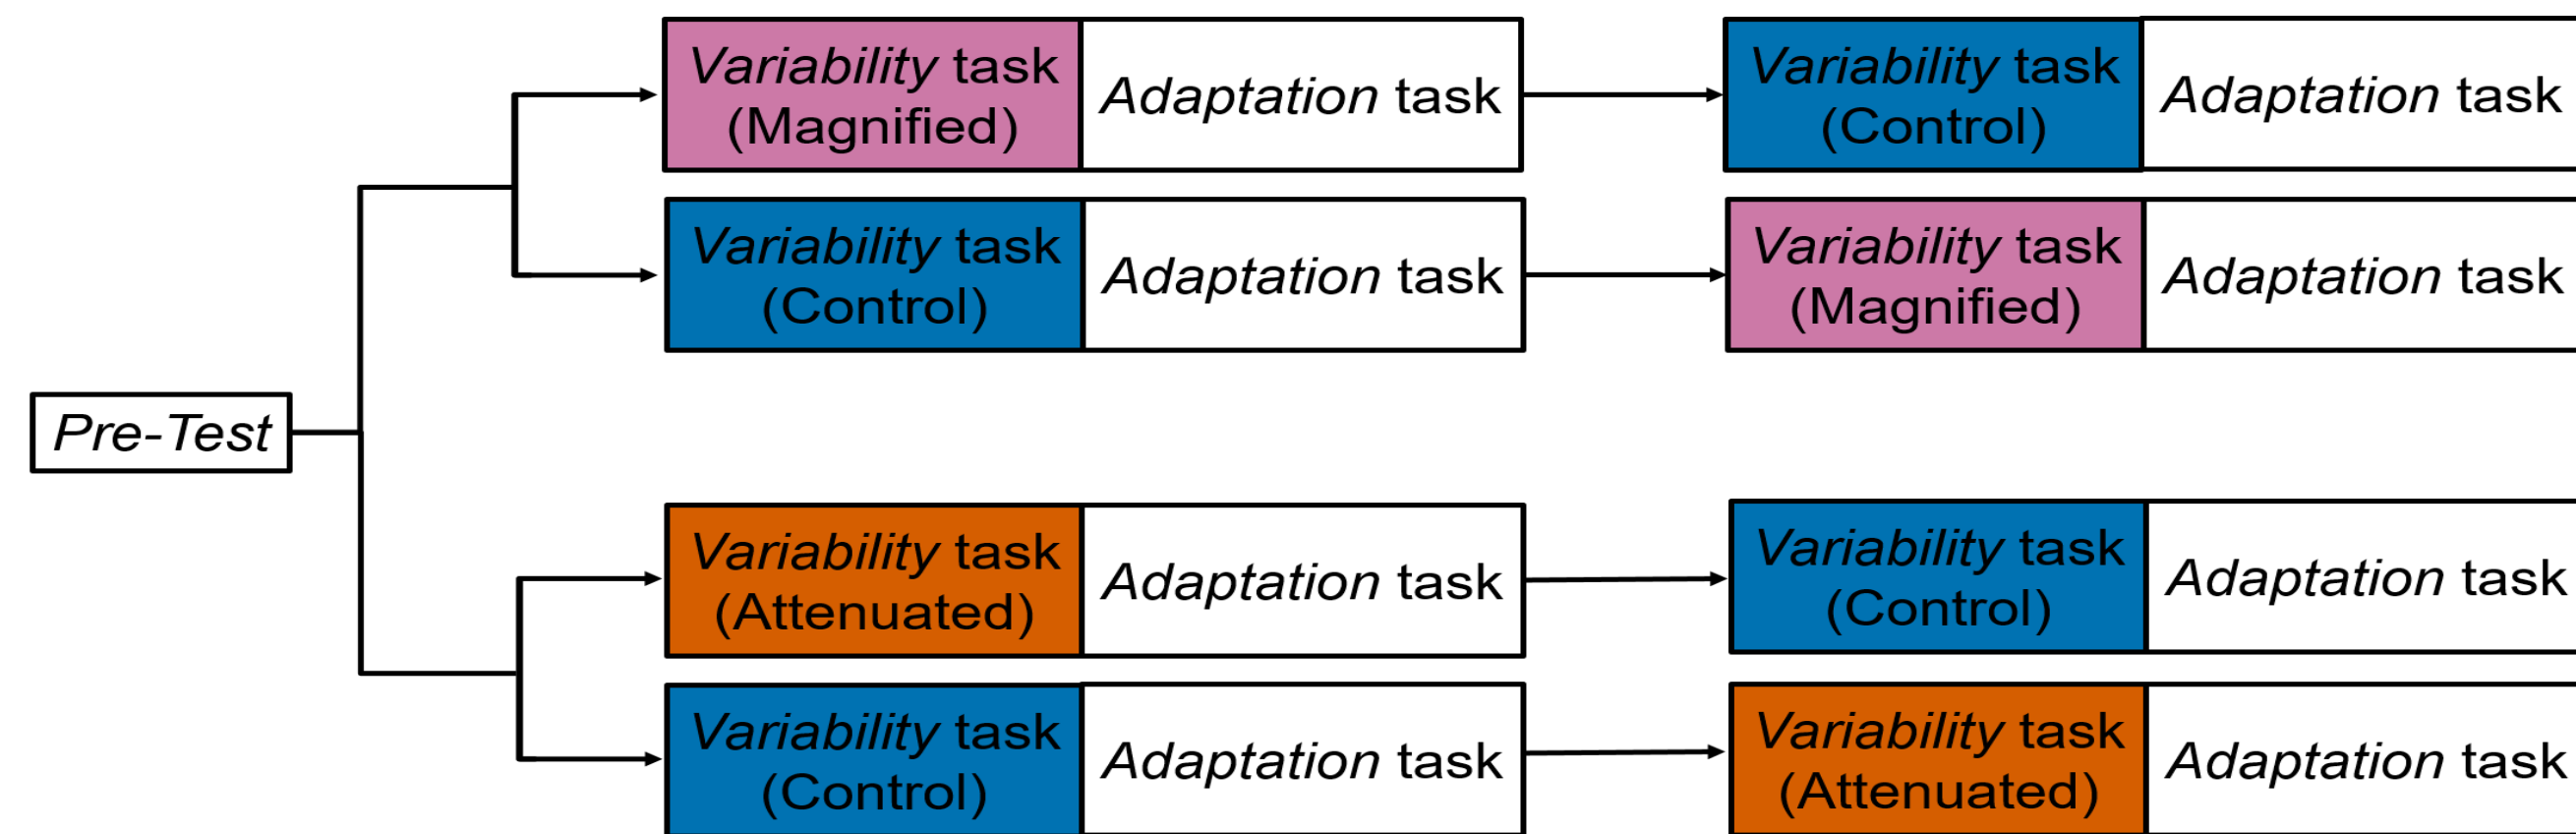 Variability task
(Magnified)
Adaptation task
Variability task
(Control)
Adaptation task
Variability task
(Control)
Adaptation task
Variability task
(Magnified)
Adaptation task
Pre-Test
Variability task
(Attenuated)
Adaptation task
Variability task
(Control)
Adaptation task
Variability task
(Control)
Adaptation task
Variability task
(Attenuated)
Adaptation task